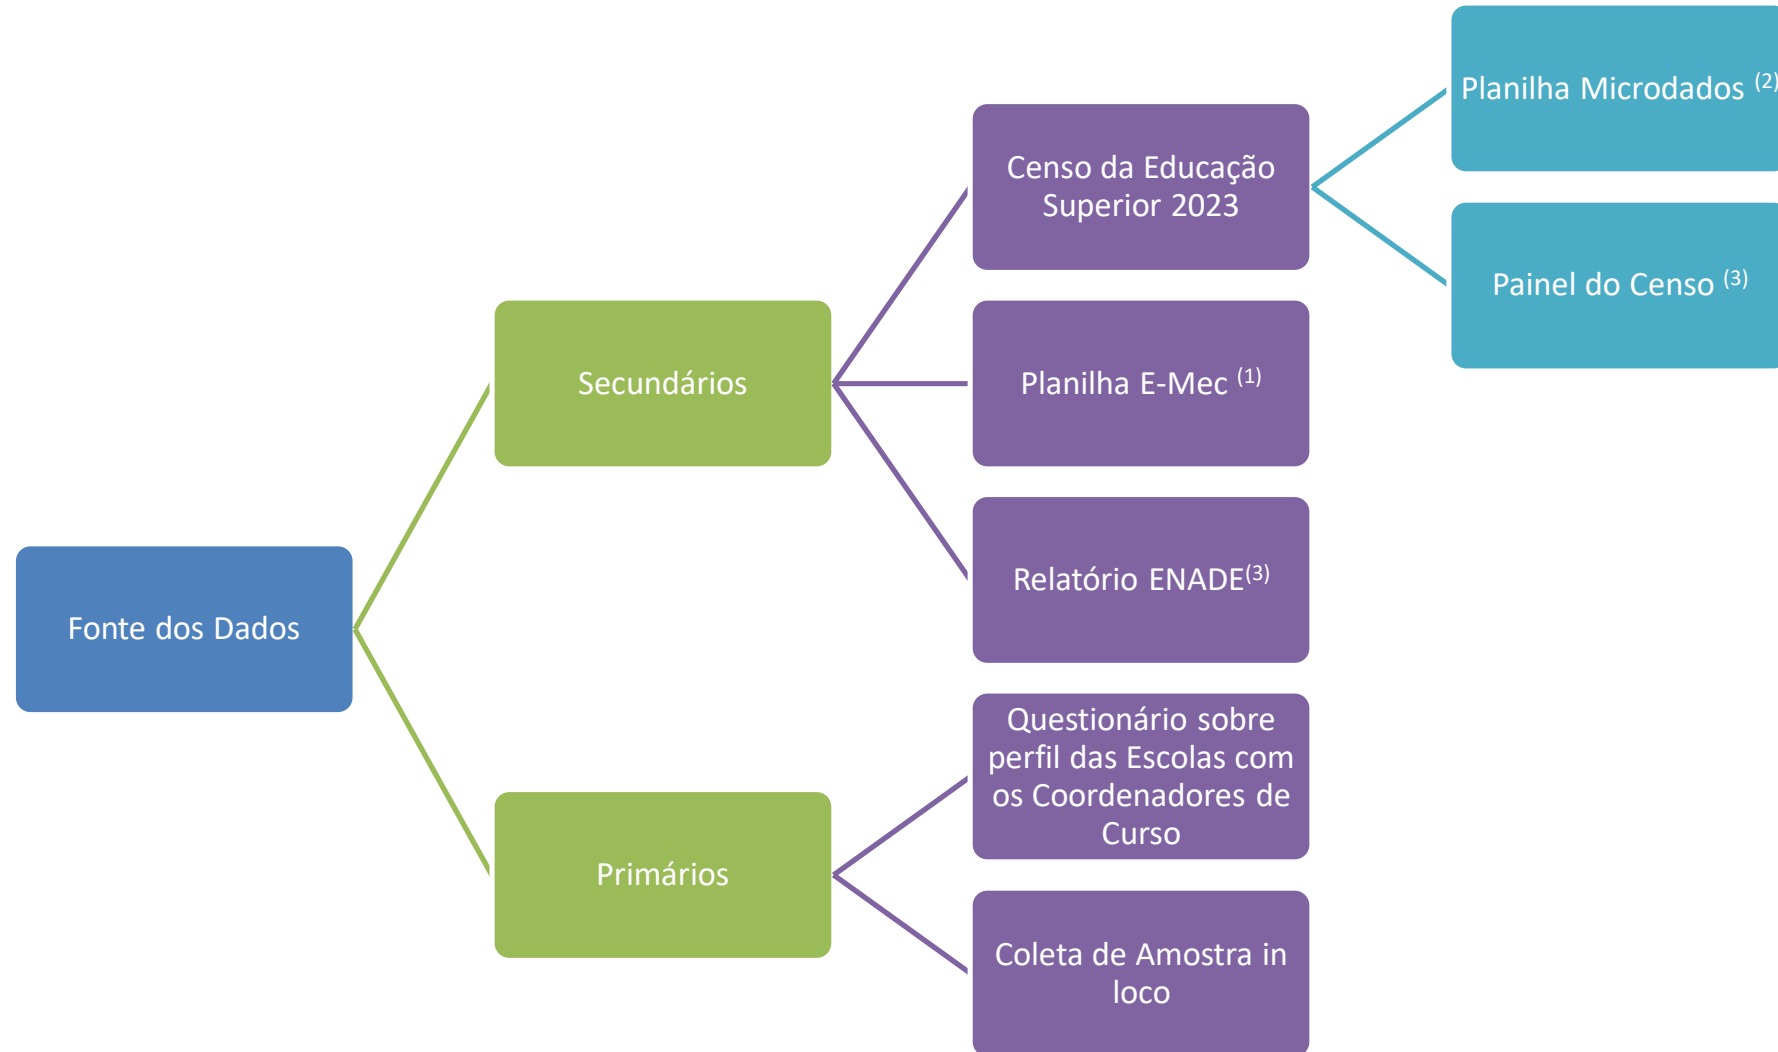 Fonte dos Dados
Secundários
Censo da Educação
Superior 2023
Planilha Microdados (2)
Painel do Censo (3)
Planilha E-Mec (1)
Relatório ENADE(3)
Primários
Questionário sobre
perfil das Escolas com
os Coordenadores de
Curso
Coleta de Amostra in
loco